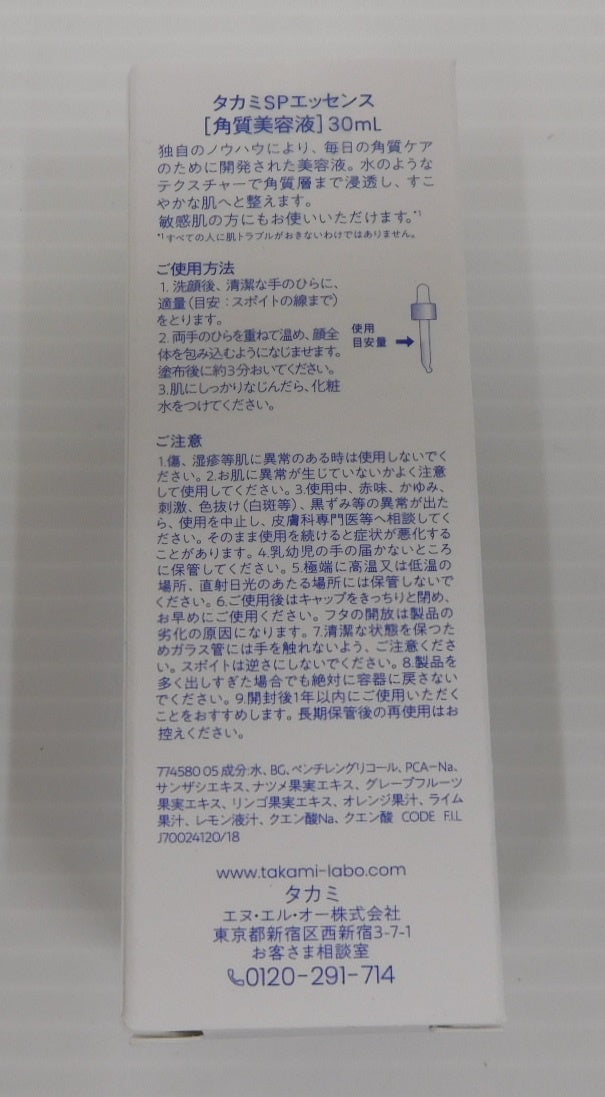 タカミSPエッセンス
[角質美容液] 30mL
独自のノウハウにより、毎日の角質ケア
のために開発された美容液。水のような
テクスチャーで角質層まで浸透し、すこ
やかな肌へと整えます。
敏感肌の方にもお使いいただけます。*1
*1 すべての人に肌トラブルがおきないわけではありません。
ご使用方法
1. 洗顔後、清潔な手のひらに、
適量(目安:スポイトの線まで)
をとります。
2. 両手のひらを重ねて温め、顔全
体を包み込むようになじませます。
塗布後に約3分おいてください。
3.肌にしっかりなじんだら、化粧
水をつけてください。
使用
目安量
ご注意
1.傷、湿疹等肌に異常のある時は使用しないでく
ださい。2.お肌に異常が生じていないかよく注意
して使用してください。3.使用中、赤味、かゆみ、
刺激、色抜け(白斑等)、黒ずみ等の異常が出た
ら、使用を中止し、皮膚科専門医等へ相談してく
ださい。そのまま使用を続けると症状が悪化する
ことがあります。4.乳幼児の手の届かないところ
に保管してください。5.極端に高温又は低温の
場所、直射日光のあたる場所には保管しないで
ください。6.ご使用後はキャップをきっちりと閉め、
お早めにご使用ください。フタの開放は製品の
劣化の原因になります。7.清潔な状態を保つた
めガラス管には手を触れないよう、ご注意くださ
い。スポイトは逆さにしないでください。8.製品を
多く出しすぎた場合でも絶対に容器に戻さない
でください。9.開封後1年以内にご使用いただく
ことをおすすめします。長期保管後の再使用はお
控えください。
774580 05 成分:水、BG、ペンチレングリコール、PCA-Na、
サンザシエキス、ナツメ果実エキス、グレープフルーツ
果実エキス、リンゴ果実エキス、オレンジ果汁、ライム
果汁、レモン液汁、クエン酸Na、クエン酸 CODE F.I.L
J70024120/18
www.takami-labo.com
タカミ
エヌ・エル・オー株式会社
東京都新宿区西新宿3-7-1
お客さま相談室
0120-291-714